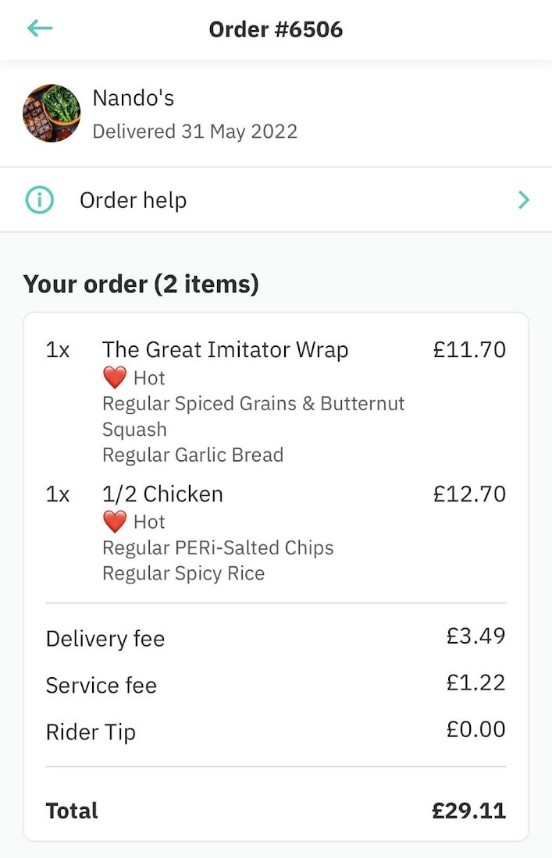 Order #6506
Nando's
Delivered 31 May 2022
Order help
Your order (2 items)
1x The Great Imitator Wrap £11.70
❤️ Hot
Regular Spiced Grains & Butternut
Squash
Regular Garlic Bread
1x 1/2 Chicken £12.70
❤️ Hot
Regular PERi-Salted Chips
Regular Spicy Rice
Delivery fee £3.49
Service fee £1.22
Rider Tip £0.00
Total £29.11